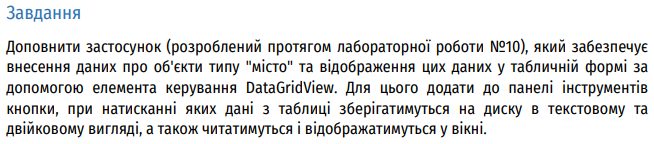 Завдання
Доповнити застосунок (розроблений протягом лабораторної роботи №10), який забезпечує
внесення даних про об'єкти типу "місто" та відображення цих даних у табличній формі за
допомогою елемента керування DataGridView. Для цього додати до панелі інструментів
кнопки, при натисканні яких дані з таблиці зберігатимуться на диску в текстовому та
двійковому вигляді, а також читатимуться і відображатимуться у вікні.